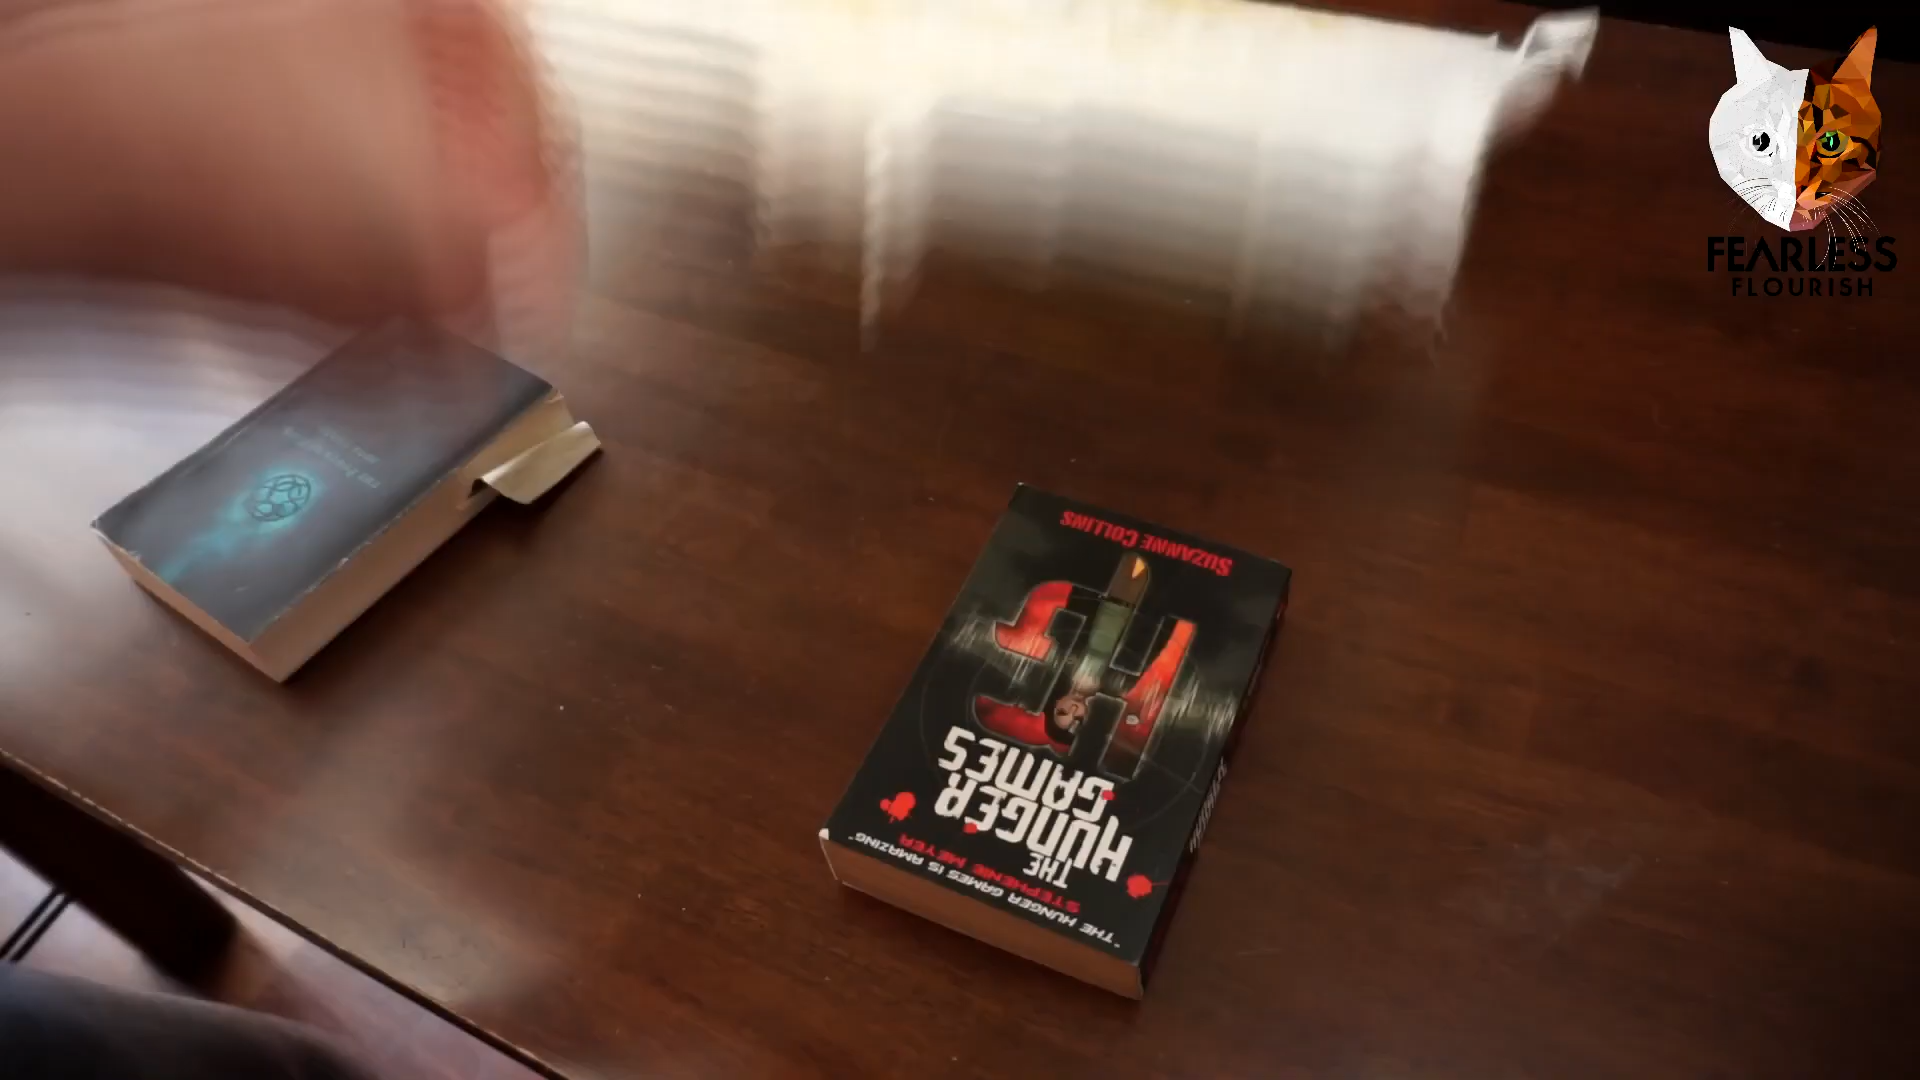 FEARLESS
FLOURISH
"THE HUNGER GAMES IS AMAZING"
STEPHENIE MEYER
THE
HUNGER
GAMES
SUZANNE COLLINS